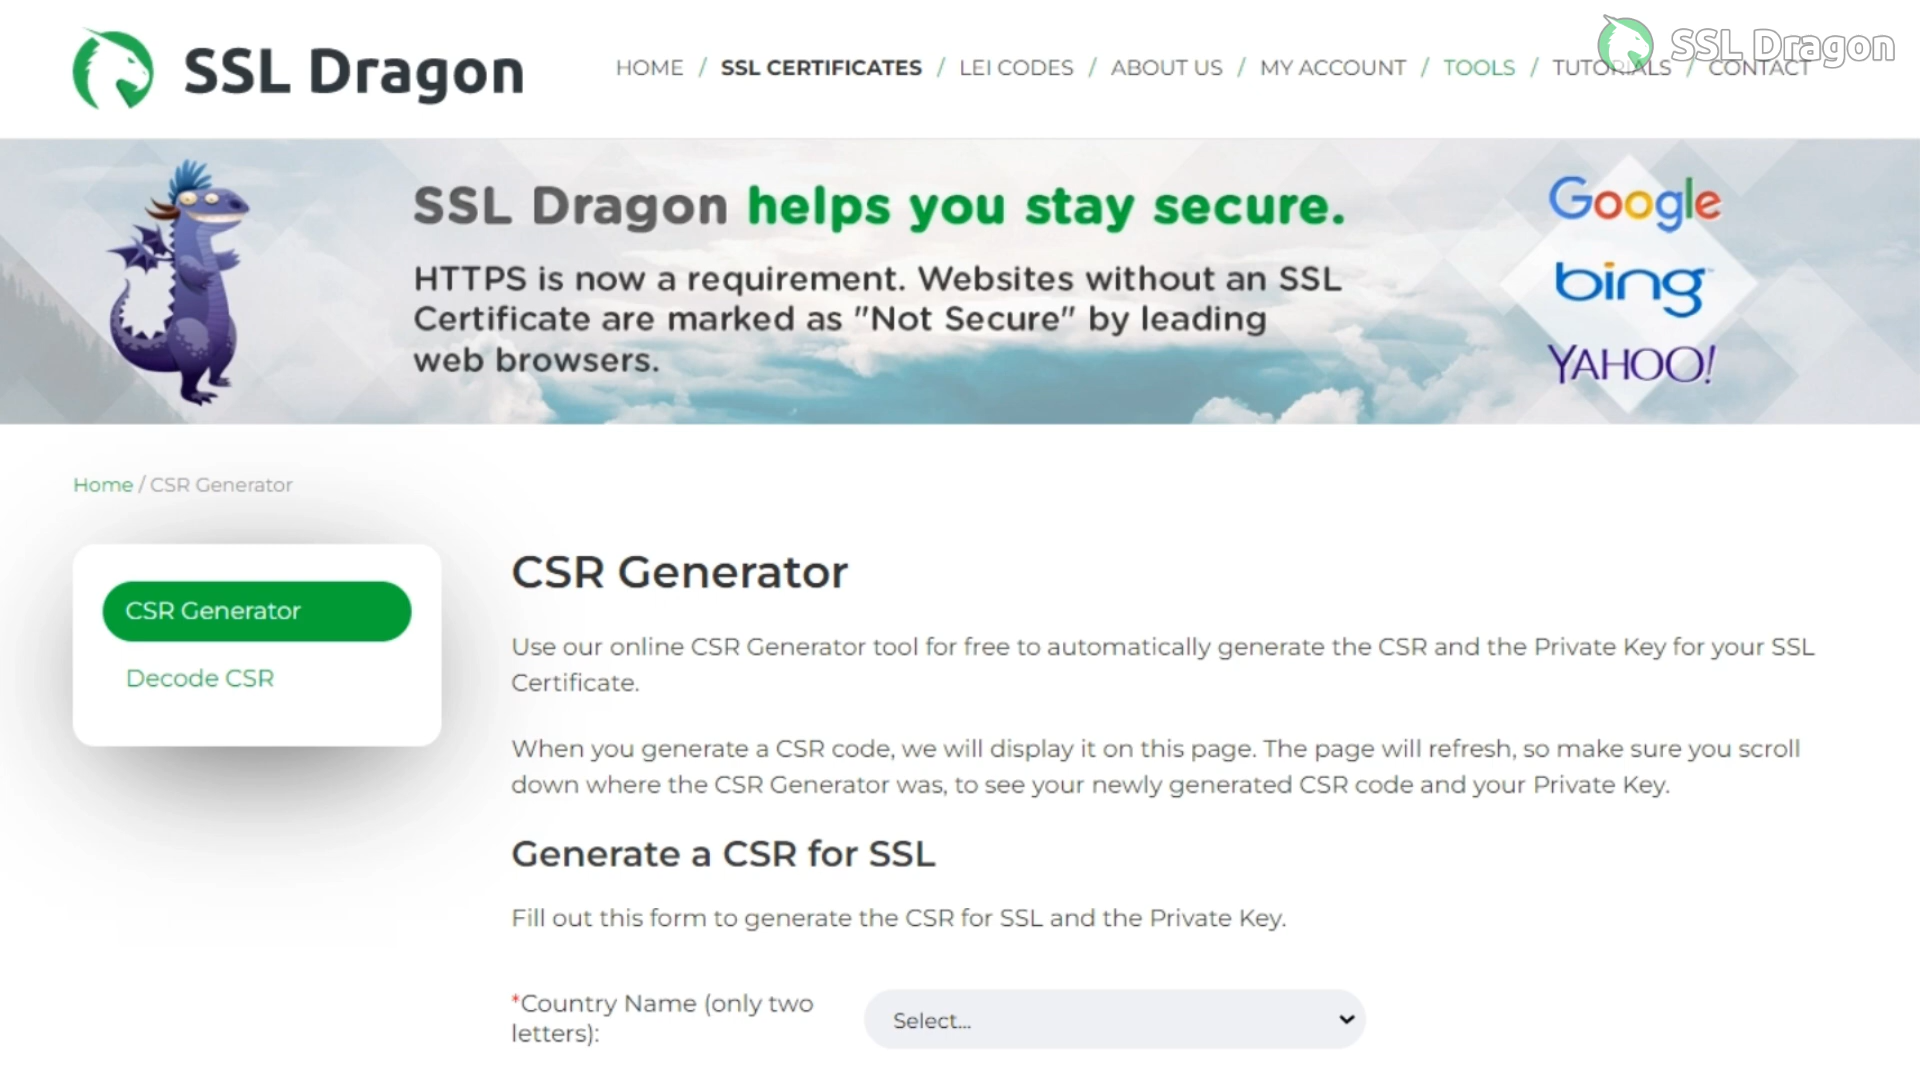 SSL Dragon
HOME / SSL CERTIFICATES / LEI CODES / ABOUT US / MY ACCOUNT / TOOLS / TUTORIALS / CONTACT
SSL Dragon
SSL Dragon helps you stay secure.
HTTPS is now a requirement. Websites without an SSL
Certificate are marked as "Not Secure" by leading
web browsers.
Google
bing
YAHOO!
Home / CSR Generator
CSR Generator
Decode CSR
CSR Generator
Use our online CSR Generator tool for free to automatically generate the CSR and the Private Key for your SSL
Certificate.
When you generate a CSR code, we will display it on this page. The page will refresh, so make sure you scroll
down where the CSR Generator was, to see your newly generated CSR code and your Private Key.
Generate a CSR for SSL
Fill out this form to generate the CSR for SSL and the Private Key.
*Country Name (only two
letters):
Select...